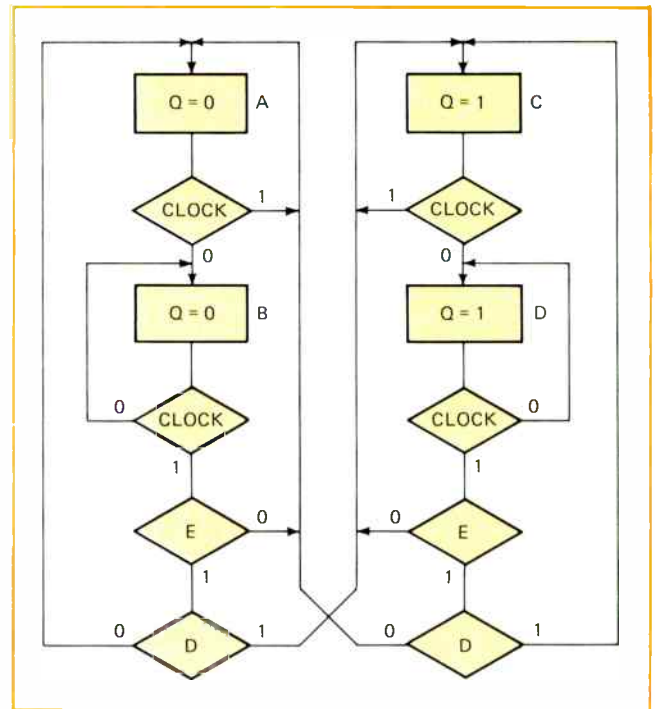 Q = 0 A Q = 1 C
CLOCK 1 1 CLOCK
0 0
Q = 0 B Q = 1 D
0 CLOCK CLOCK 0
1 1
E 0 0 E
1 1
0 D 1 0 D 1